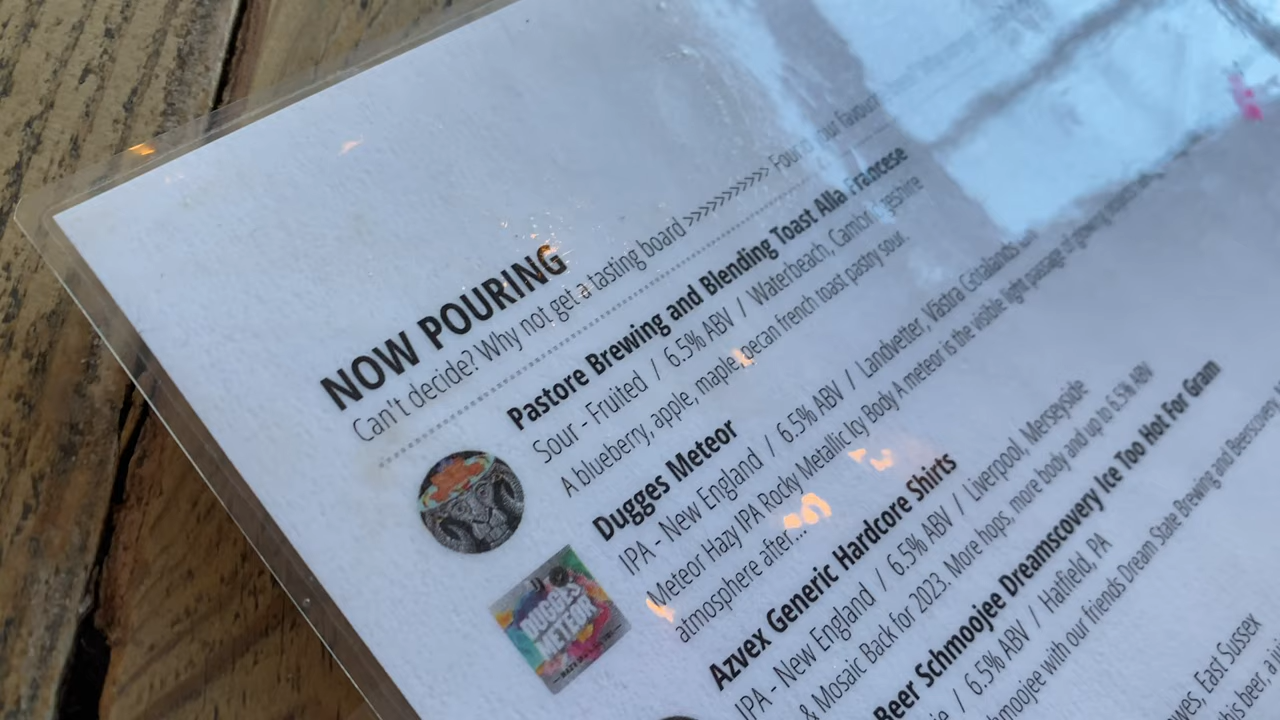 NOW POURING
Can't decide? Why not get a tasting board >>>>>>>>>>> Four of our favourite
Pastore Brewing and Blending Toast Alla Francese
Sour - Fruited / 6.5% ABV / Waterbeach, Cambridgeshire
A blueberry, apple, maple, pecan french toast pastry sour.
Dugges Meteor
IPA - New England / 6.5% ABV / Landvetter, Västra Götalands
Meteor Hazy IPA Rocky Metallic Icy Body A meteor is the visible light passage of a glowing
atmosphere after...
DUGGES METEOR
Azvex Generic Hardcore Shirts
IPA - New England / 6.5% ABV / Liverpool, Merseyside
& Mosaic Back for 2023. More hops, more body and up to 6.5% ABV
Beer Schmoojee Dreamscovery Ice Too Hot For Gram
/ 6.5% ABV / Hatfield, PA
with our friends Dream State Brewing and Beerscovery
East Sussex
this beer, a